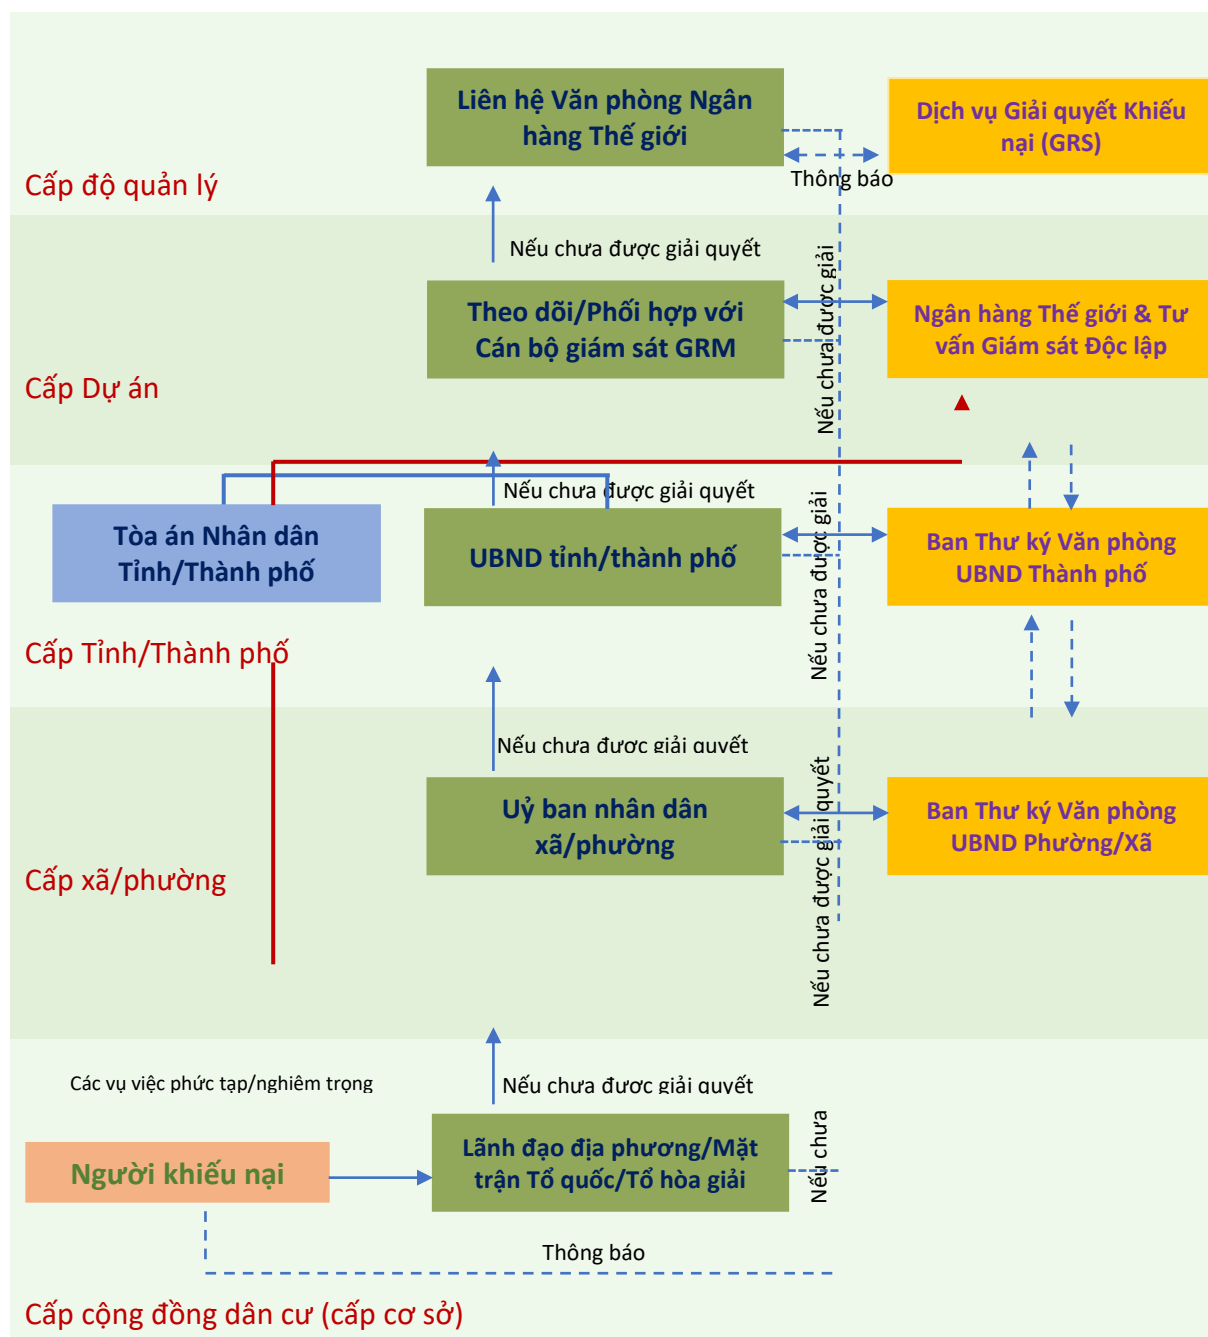 Liên hệ Văn phòng Ngân
hàng Thế giới
Dịch vụ Giải quyết Khiếu
nại (GRS)
Thông báo
Cấp độ quản lý
Nếu chưa được giải quyết
Nếu chưa được giải
Theo dõi/Phối hợp với
Cán bộ giám sát GRM
Ngân hàng Thế giới & Tư
vấn Giám sát Độc lập
Cấp Dự án
Nếu chưa được giải quyết
Nếu chưa được giải
Tòa án Nhân dân
Tỉnh/Thành phố
UBND tỉnh/thành phố
Ban Thư ký Văn phòng
UBND Thành phố
Cấp Tỉnh/Thành phố
Nếu chưa được giải quyết
Nếu chưa được giải quyết
Uỷ ban nhân dân
xã/phường
Ban Thư ký Văn phòng
UBND Phường/Xã
Cấp xã/phường
Các vụ việc phức tạp/nghiêm trọng
Nếu chưa được giải quyết
Nếu chưa
Người khiếu nại
Lãnh đạo địa phương/Mặt
trận Tổ quốc/Tổ hòa giải
Thông báo
Cấp cộng đồng dân cư (cấp cơ sở)